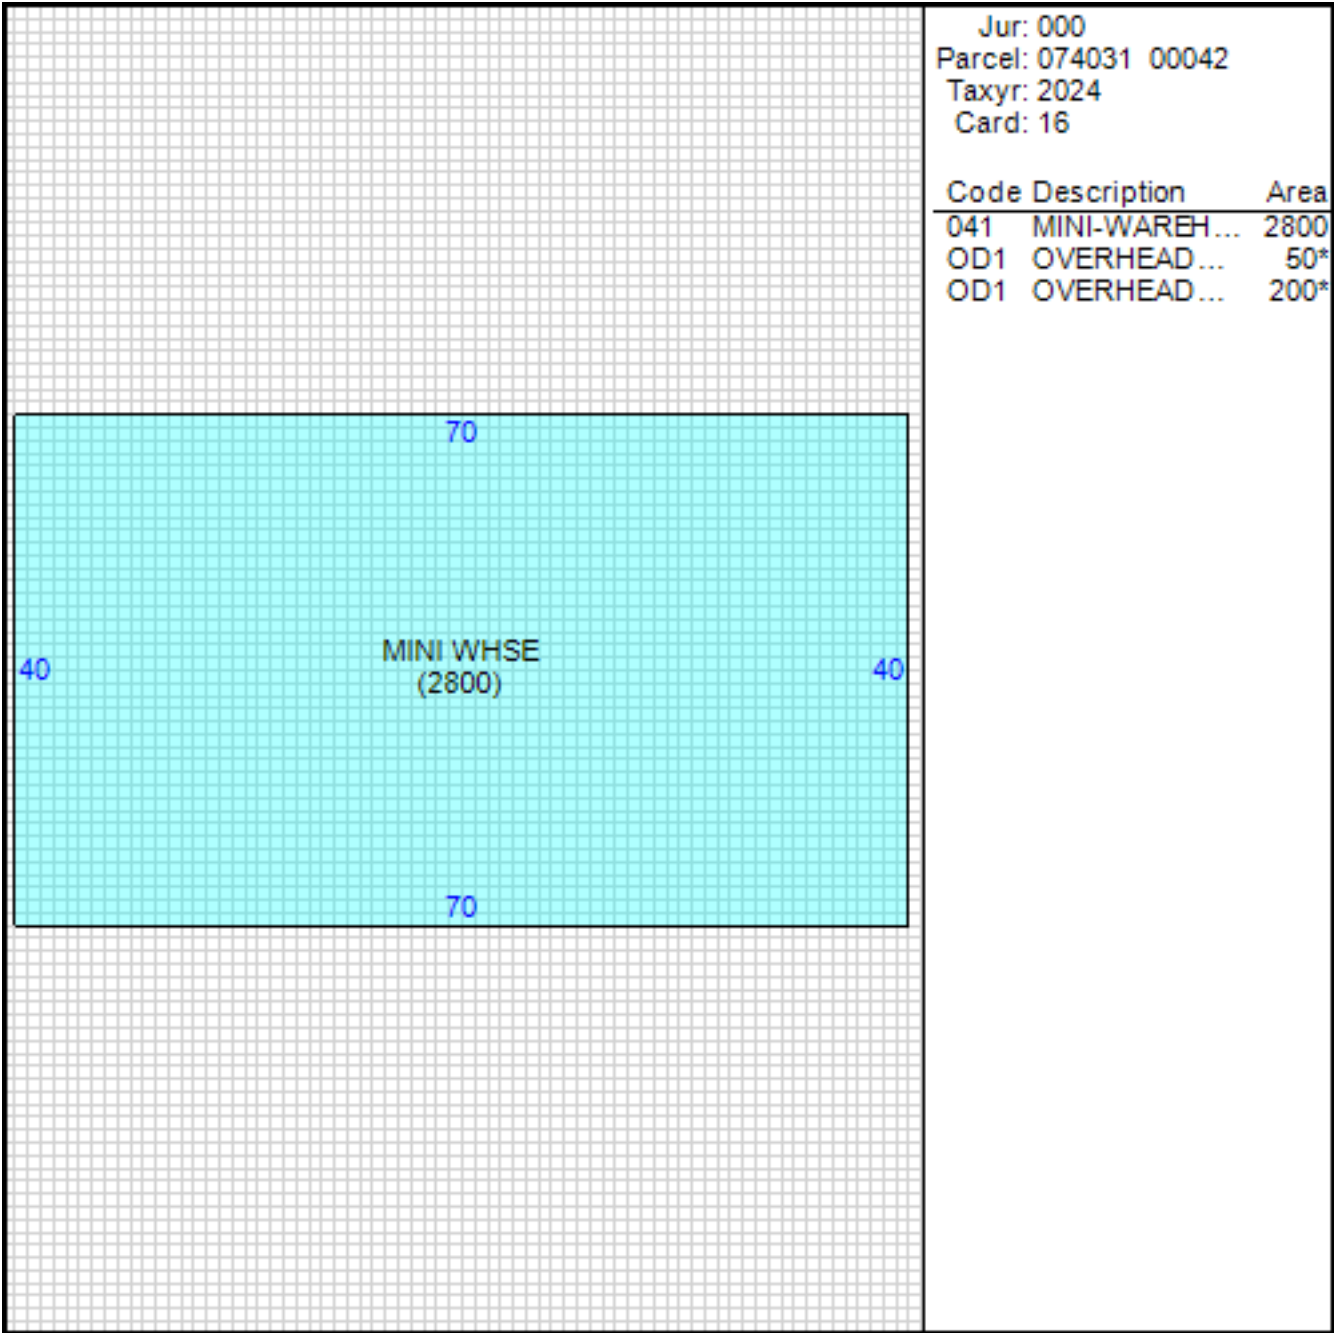 Jur: 000
Parcel: 074031 00042
Taxyr: 2024
Card: 16
Code Description Area
041 MINI-WAREH... 2800
OD1 OVERHEAD... 50*
OD1 OVERHEAD... 200*
70
40 MINI WHSE 40
(2800)
70